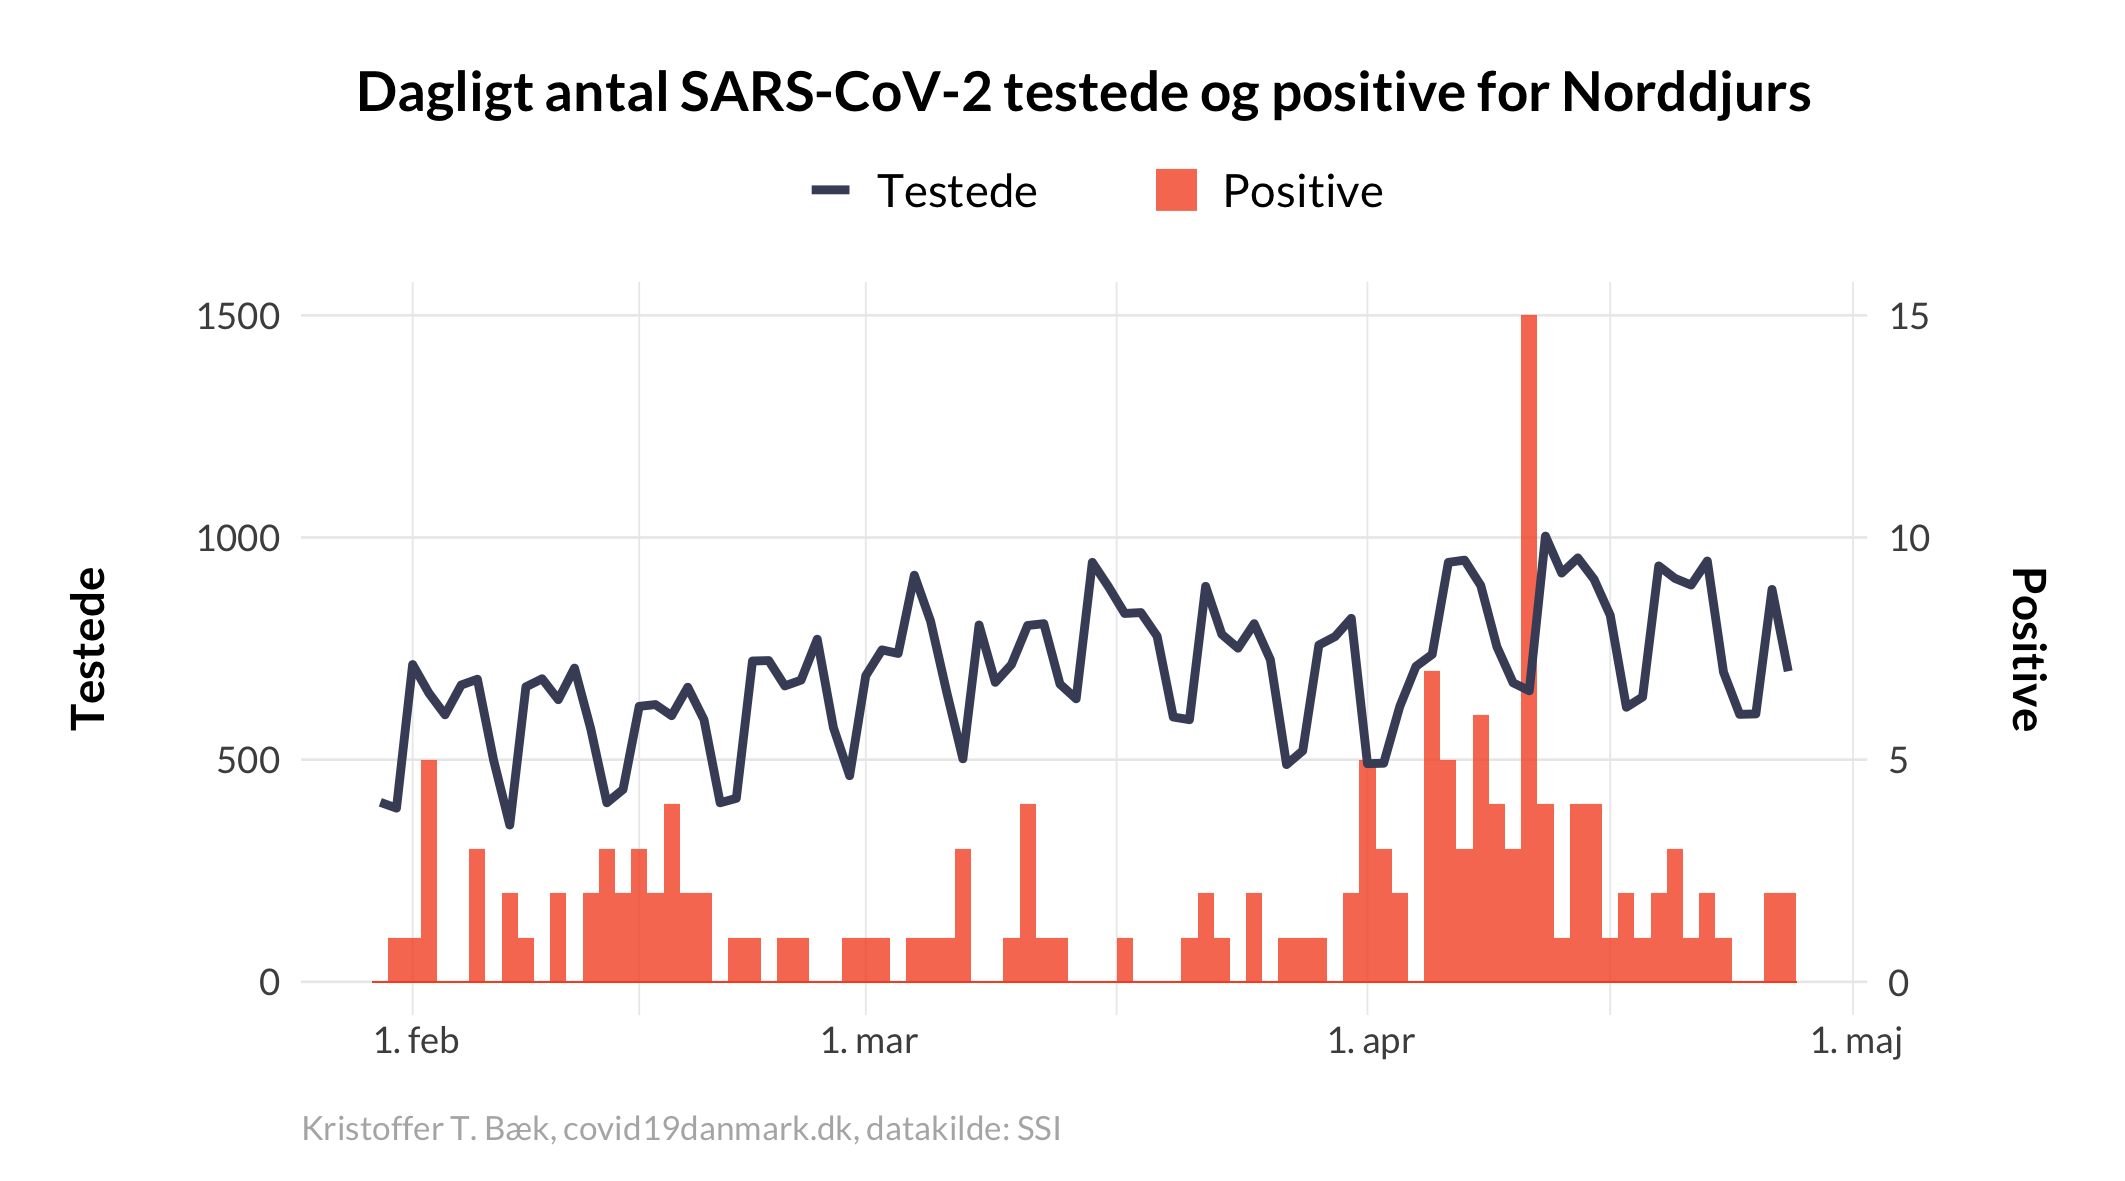 Dagligt antal SARS-CoV-2 testede og positive for Norddjurs
Testede Positive
1500 15
1000 10
Testede Positive
500 5
0 0
1. feb 1. mar 1. apr 1. maj
Kristoffer T. Bæk, covid19danmark.dk, datakilde: SSI